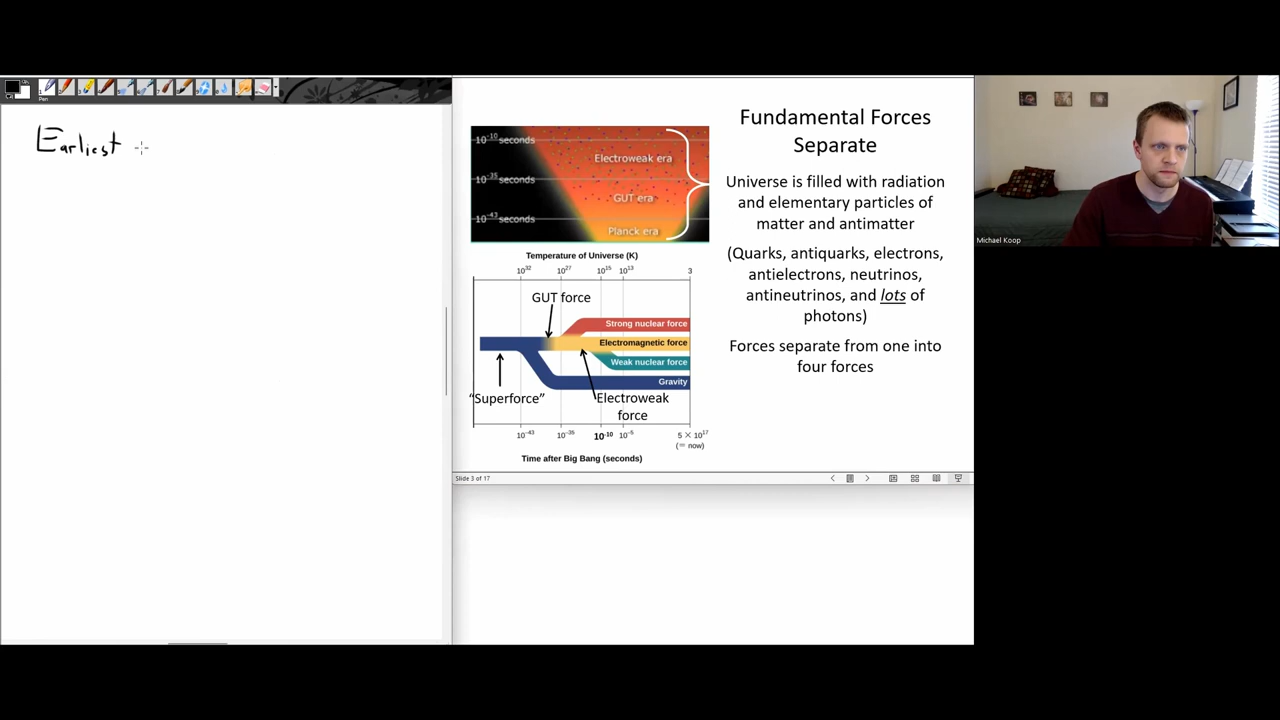 Pen
Earliest
10⁻¹⁰ seconds
Electroweak era
10⁻³⁵ seconds
GUT era
10⁻⁴³ seconds
Planck era
Temperature of Universe (K)
10³² 10²⁷ 10¹⁵ 10¹³ 3
GUT force
Strong nuclear force
Electromagnetic force
Weak nuclear force
Gravity
“Superforce”
Electroweak
force
10⁻⁴³ 10⁻³⁵ 10⁻¹⁰ 10⁻⁵ 5 × 10¹⁷
(= now)
Time after Big Bang (seconds)
Fundamental Forces
Separate
Universe is filled with radiation
and elementary particles of
matter and antimatter
(Quarks, antiquarks, electrons,
antielectrons, neutrinos,
antineutrinos, and lots of
photons)
Forces separate from one into
four forces
Slide 3 of 17
Michael Koop